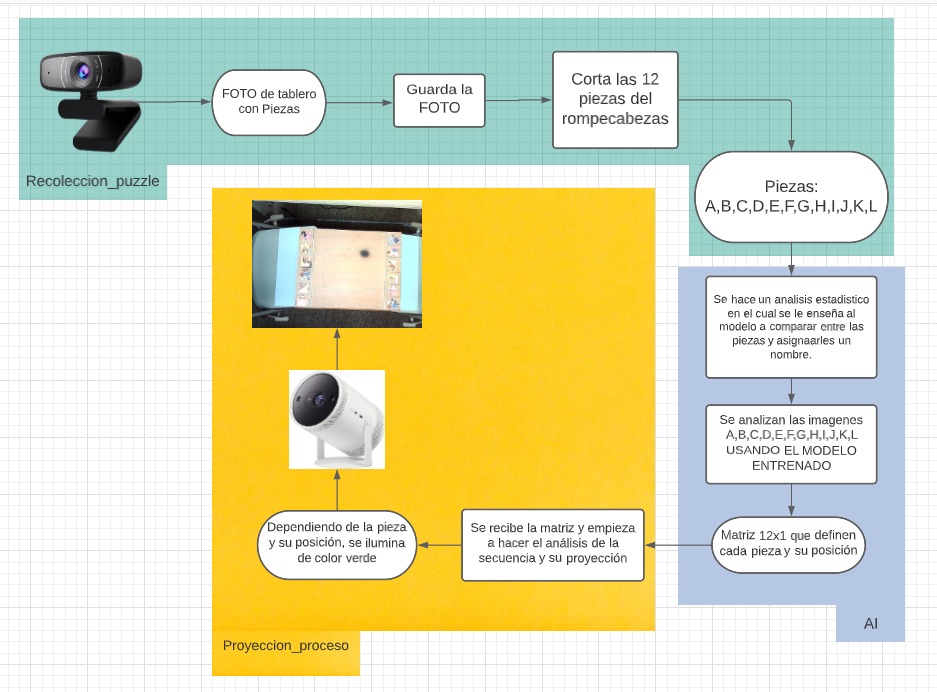 FOTO de tablero
con Piezas
Guarda la
FOTO
Corta las 12
piezas del
rompecabezas
Recoleccion_puzzle
Piezas:
A,B,C,D,E,F,G,H,I,J,K,L
Se hace un analisis estadistico
en el cual se le enseña al
modelo a comparar entre las
piezas y asignaarles un
nombre.
Se analizan las imagenes
A,B,C,D,E,F,G,H,I,J,K,L
USANDO EL MODELO
ENTRENADO
Matriz 12x1 que definen
cada pieza y su posición
AI
Se recibe la matriz y empieza
a hacer el análisis de la
secuencia y su proyección
Dependiendo de la pieza
y su posición, se ilumina
de color verde
Proyeccion_proceso